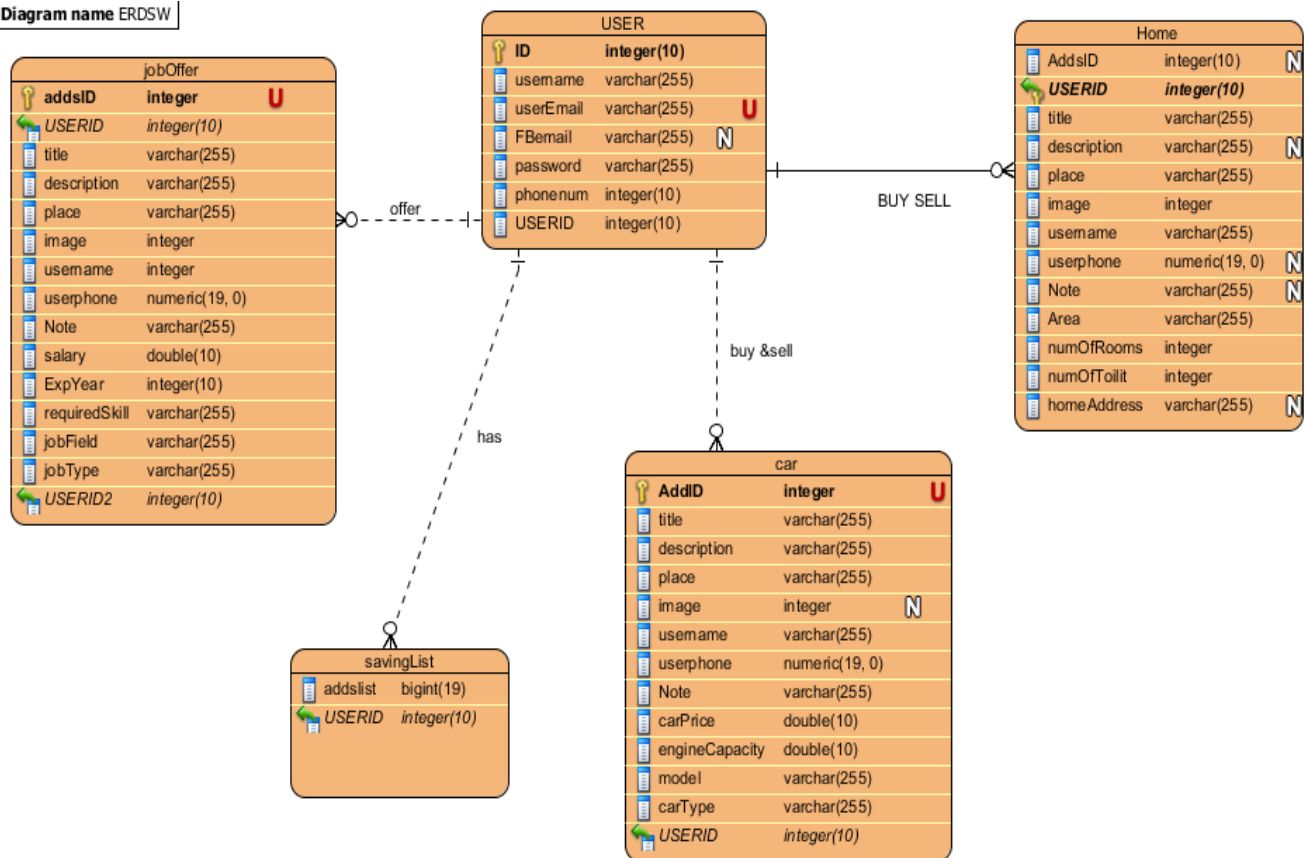 Diagram name ERDSW
jobOffer
addsID integer U
USERID integer(10)
title varchar(255)
description varchar(255)
place varchar(255)
image integer
username integer
userphone numeric(19, 0)
Note varchar(255)
salary double(10)
ExpYear integer(10)
requiredSkill varchar(255)
jobField varchar(255)
jobType varchar(255)
USERID2 integer(10)
offer
USER
ID integer(10)
username varchar(255)
userEmail varchar(255) U
FBemail varchar(255) N
password varchar(255)
phonenum integer(10)
USERID integer(10)
BUY SELL
Home
AddsID integer(10) N
USERID integer(10)
title varchar(255)
description varchar(255) N
place varchar(255)
image integer
username varchar(255)
userphone numeric(19, 0) N
Note varchar(255) N
Area varchar(255)
numOfRooms integer
numOfToilit integer
homeAddress varchar(255) N
buy &sell
has
car
AddID integer U
title varchar(255)
description varchar(255)
place varchar(255)
image integer N
username varchar(255)
userphone numeric(19, 0)
Note varchar(255)
carPrice double(10)
engineCapacity double(10)
model varchar(255)
carType varchar(255)
USERID integer(10)
savingList
addslist bigint(19)
USERID integer(10)